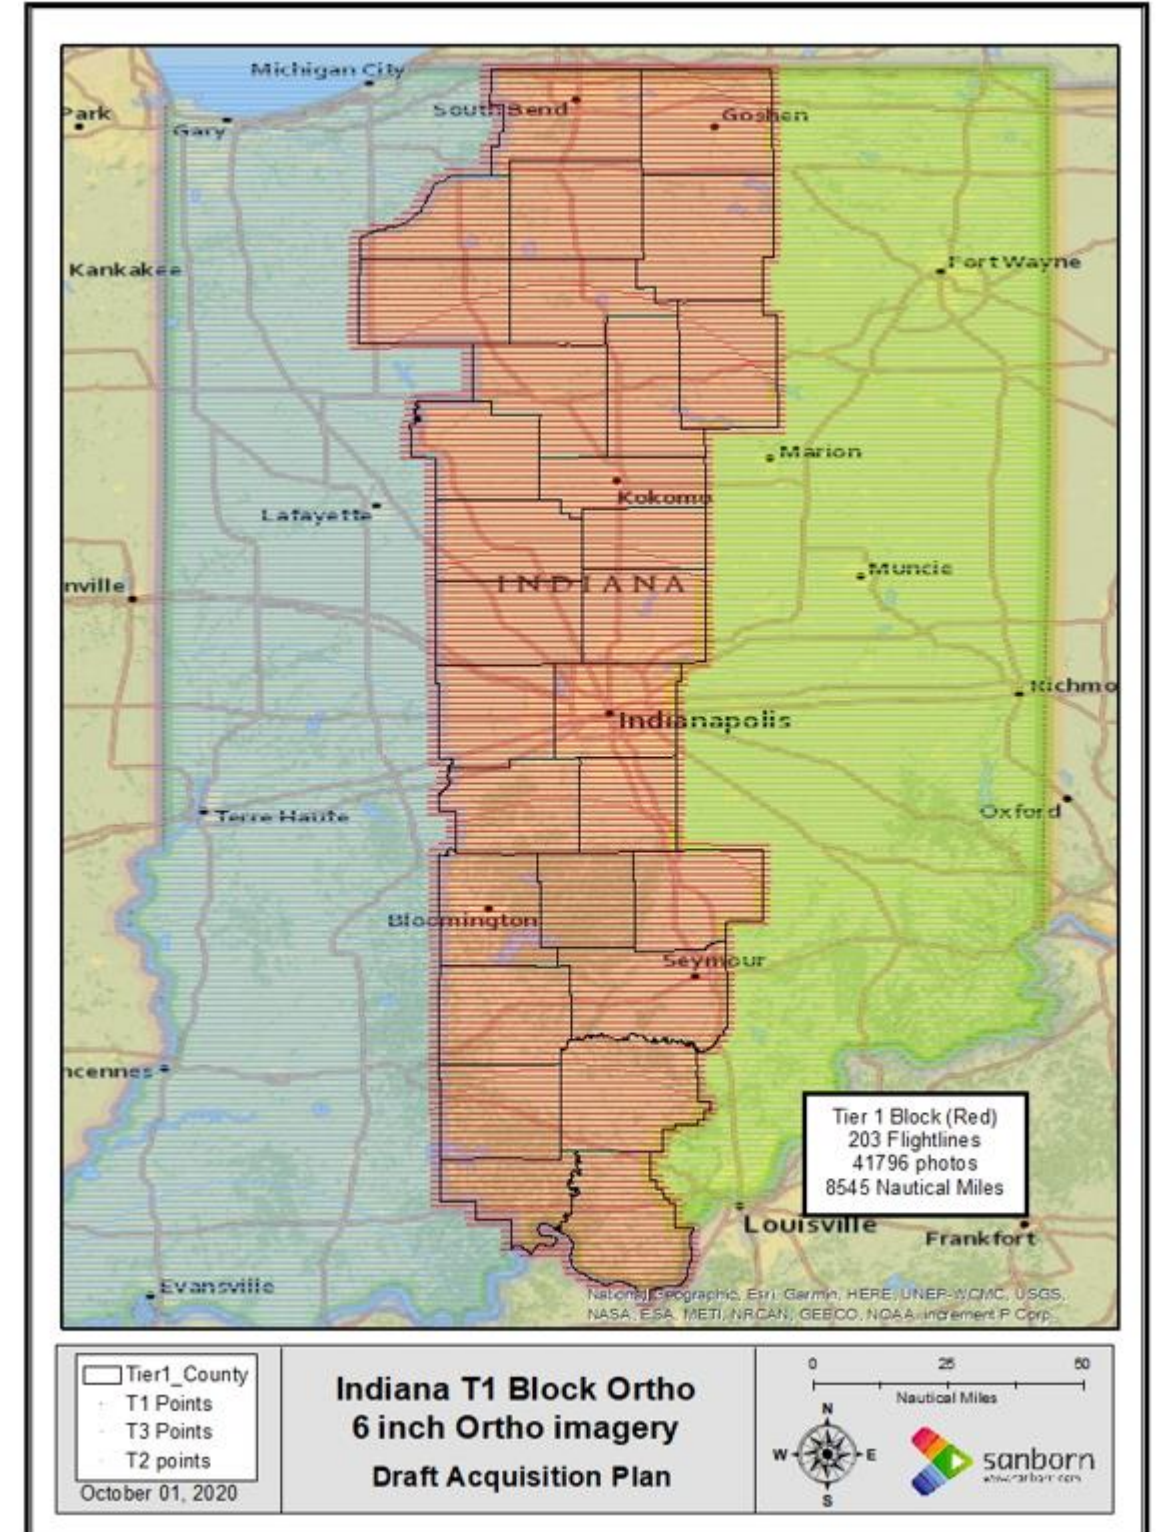 Michigan City
South Bend
Park
Goshen
Gary
Kankakee
Fort Wayne
Marion
Kokomo
Lafayette
INDIANA
Muncie
nville
Richmo
Indianapolis
Terre Haute
Oxford
Bloomington
Seymour
ncennes
Tier 1 Block (Red)
203 Flightlines
41796 photos
8545 Nautical Miles
Louisville
Frankfort
Evansville
National Geographic, Esri, Garmin, HERE, UNEP-WCMC, USGS,
NASA, ESA, METI, NRCAN, GEBCO, NOAA, increment P Corp.
Tier1_County
T1 Points
T3 Points
T2 points
October 01, 2020
Indiana T1 Block Ortho
6 inch Ortho imagery
Draft Acquisition Plan
0 25 50
Nautical Miles
N
W E
S
sanborn
www.sanborn.com